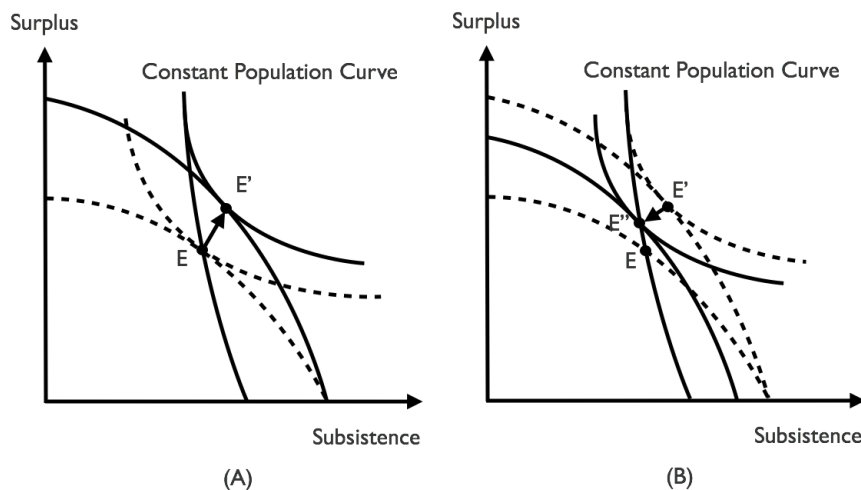 Surplus
Constant Population Curve
E'
E
Subsistence
(A)
Surplus
Constant Population Curve
E'
E"
E
Subsistence
(B)